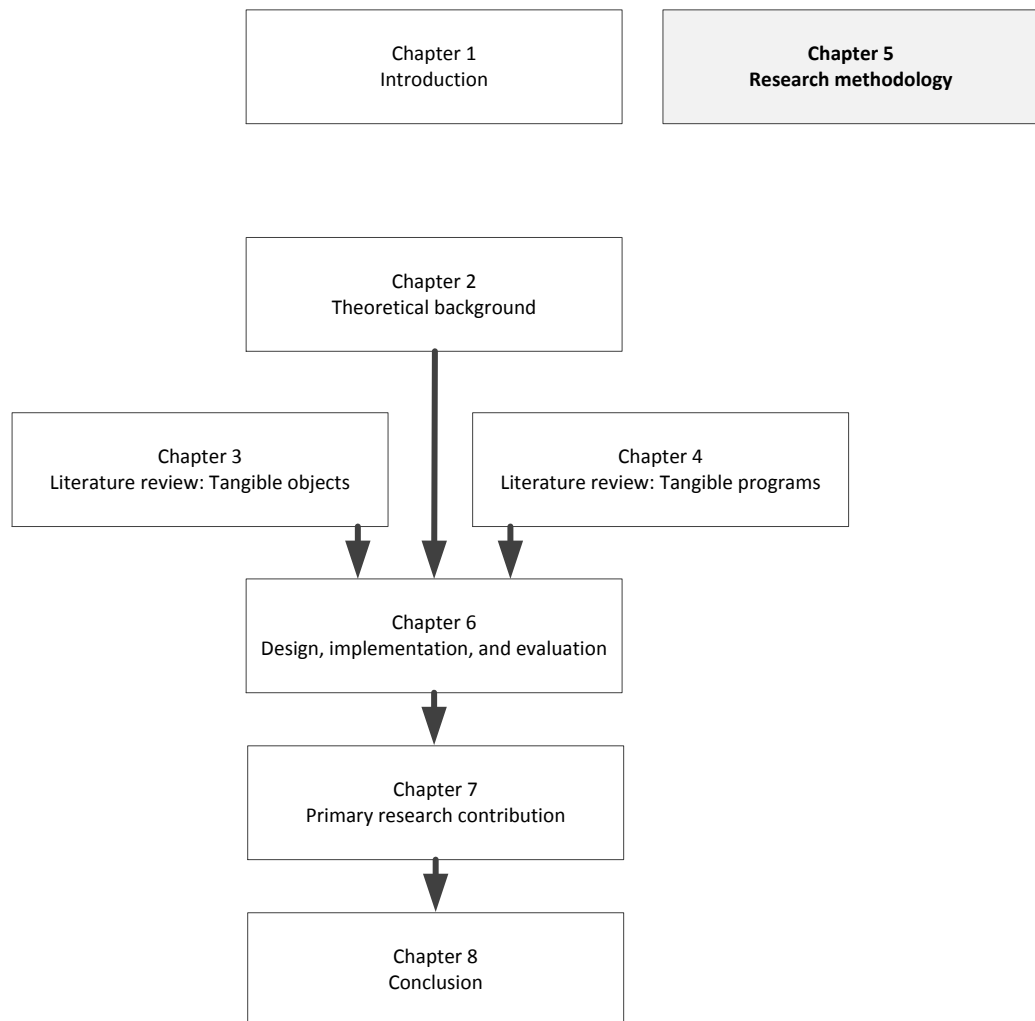 Chapter 1
Introduction
Chapter 5
Research methodology
Chapter 2
Theoretical background
Chapter 3
Literature review: Tangible objects
Chapter 4
Literature review: Tangible programs
Chapter 6
Design, implementation, and evaluation
Chapter 7
Primary research contribution
Chapter 8
Conclusion